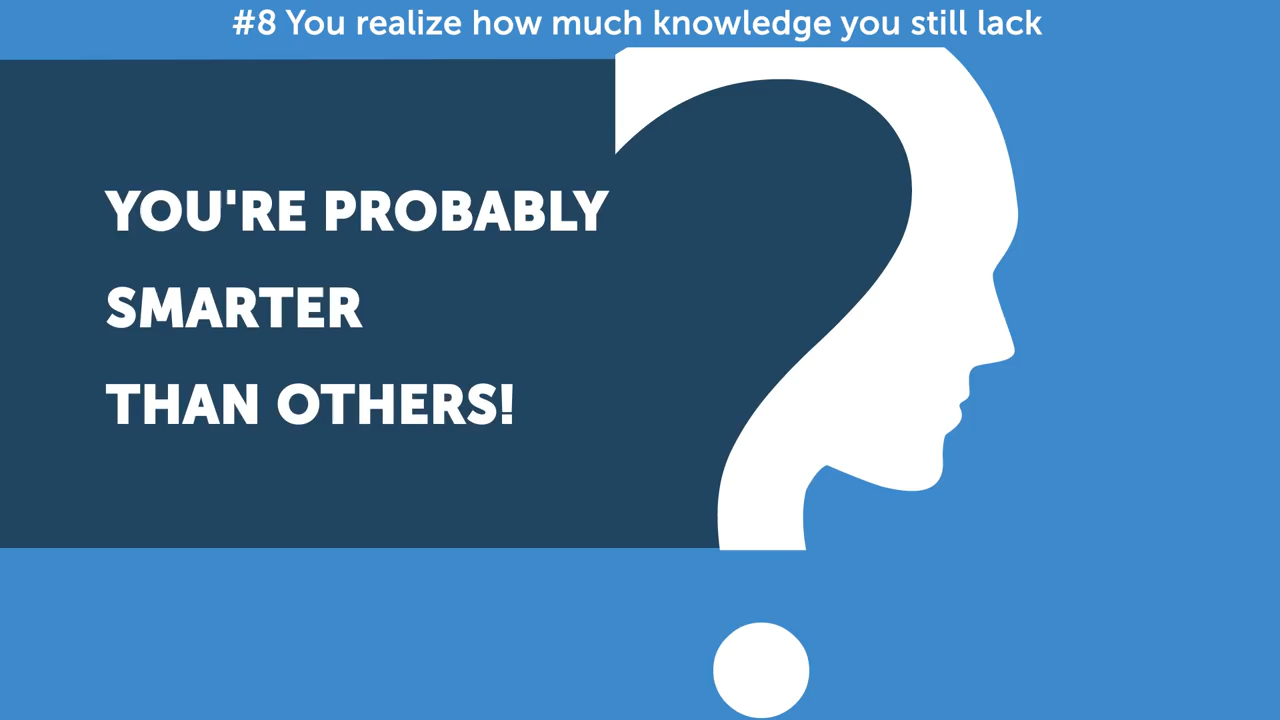 #8 You realize how much knowledge you still lack
YOU'RE PROBABLY
SMARTER
THAN OTHERS!